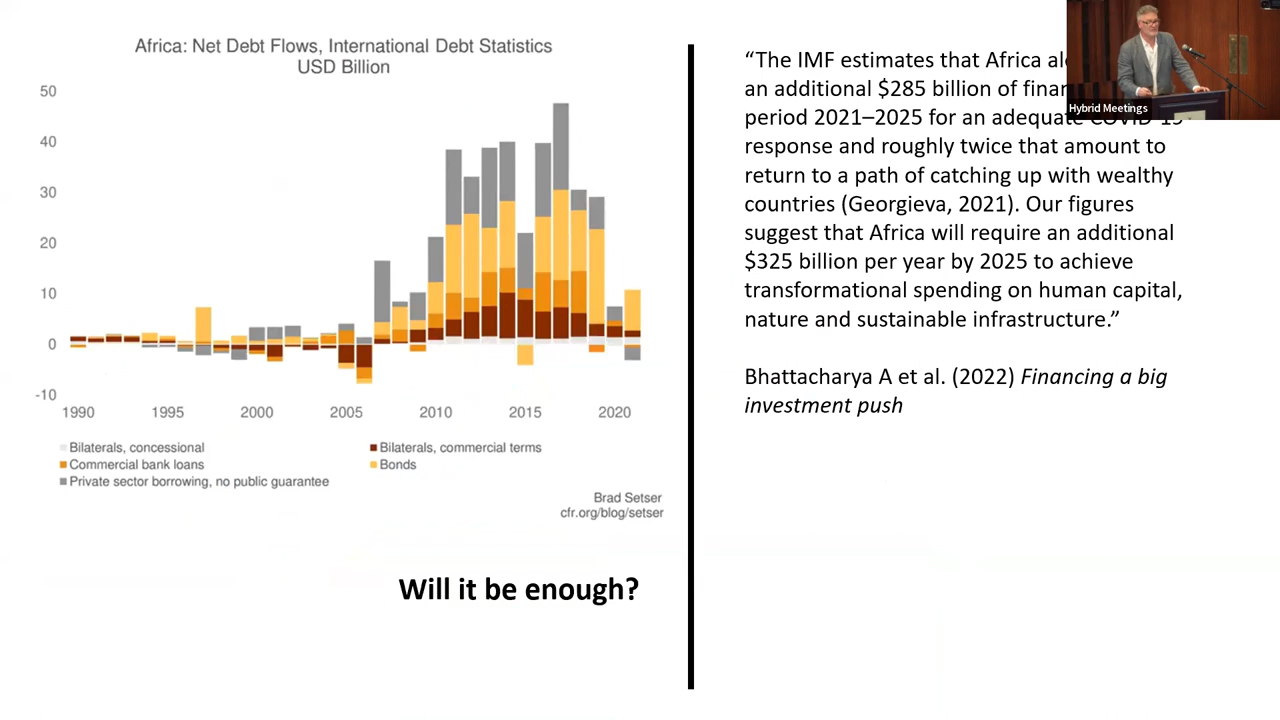 Africa: Net Debt Flows, International Debt Statistics
USD Billion
50
40
30
20
10
0
-10
1990
1995
2000
2005
2010
2015
2020
Bilaterals, concessional
Bilaterals, commercial terms
Commercial bank loans
Bonds
Private sector borrowing, no public guarantee
Brad Setser
cfr.org/blog/setser
Will it be enough?
“The IMF estimates that Africa
an additional $285 billion of
period 2021–2025 for an adequate
response and roughly twice that amount to
return to a path of catching up with wealthy
countries (Georgieva, 2021). Our figures
suggest that Africa will require an additional
$325 billion per year by 2025 to achieve
transformational spending on human capital,
nature and sustainable infrastructure.”
Bhattacharya A et al. (2022) Financing a big
investment push
Hybrid Meetings